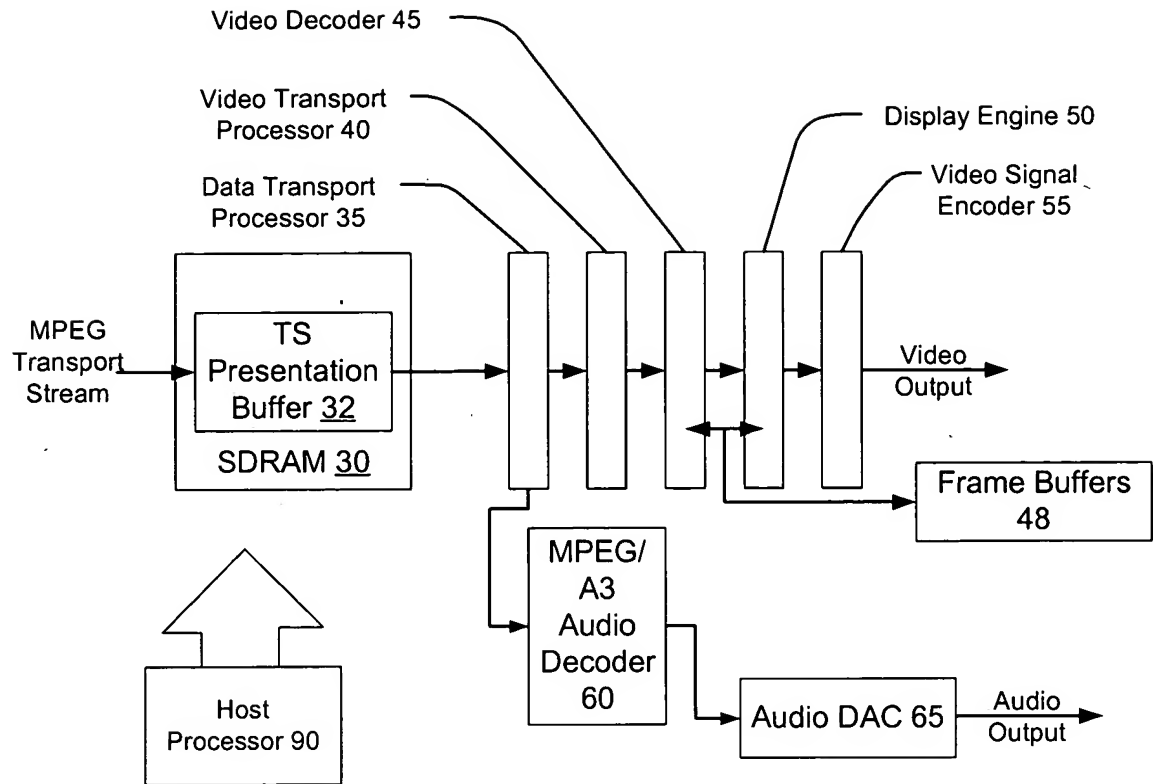 Video Decoder 45
Video Transport
Processor 40
Data Transport
Processor 35
Display Engine 50
Video Signal
Encoder 55
MPEG
Transport
Stream
TS
Presentation
Buffer 32
SDRAM 30
Video
Output
Frame Buffers
48
MPEG/
A3
Audio
Decoder
60
Host
Processor 90
Audio DAC 65
Audio
Output